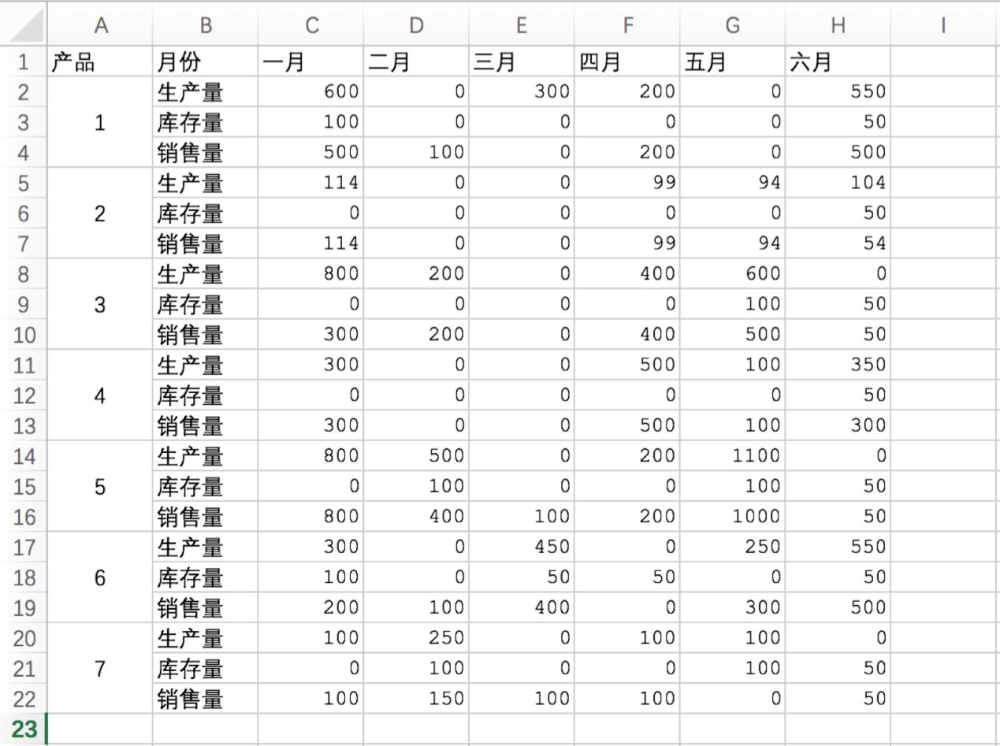 A B C D E F G H I
1 产品 月份 一月 二月 三月 四月 五月 六月
2 生产量 600 0 300 200 0 550
3 1 库存量 100 0 0 0 0 50
4 销售量 500 100 0 200 0 500
5 生产量 114 0 0 99 94 104
6 2 库存量 0 0 0 0 0 50
7 销售量 114 0 0 99 94 54
8 生产量 800 200 0 400 600 0
9 3 库存量 0 0 0 0 100 50
10 销售量 300 200 0 400 500 50
11 生产量 300 0 0 500 100 350
12 4 库存量 0 0 0 0 0 50
13 销售量 300 0 0 500 100 300
14 生产量 800 500 0 200 1100 0
15 5 库存量 0 100 0 0 100 50
16 销售量 800 400 100 200 1000 50
17 生产量 300 0 450 0 250 550
18 6 库存量 100 0 50 50 0 50
19 销售量 200 100 400 0 300 500
20 生产量 100 250 0 100 100 0
21 7 库存量 0 100 0 0 100 50
22 销售量 100 150 100 100 0 50
23